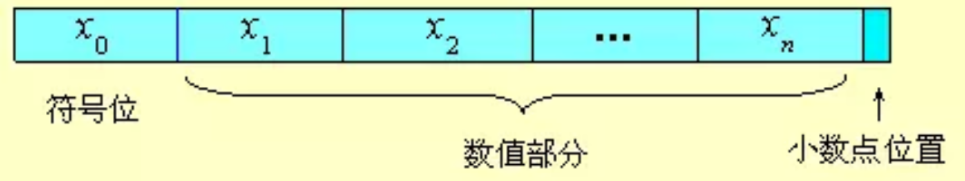 x₀ x₁ x₂ ··· xₙ
符号位
数值部分
小数点位置